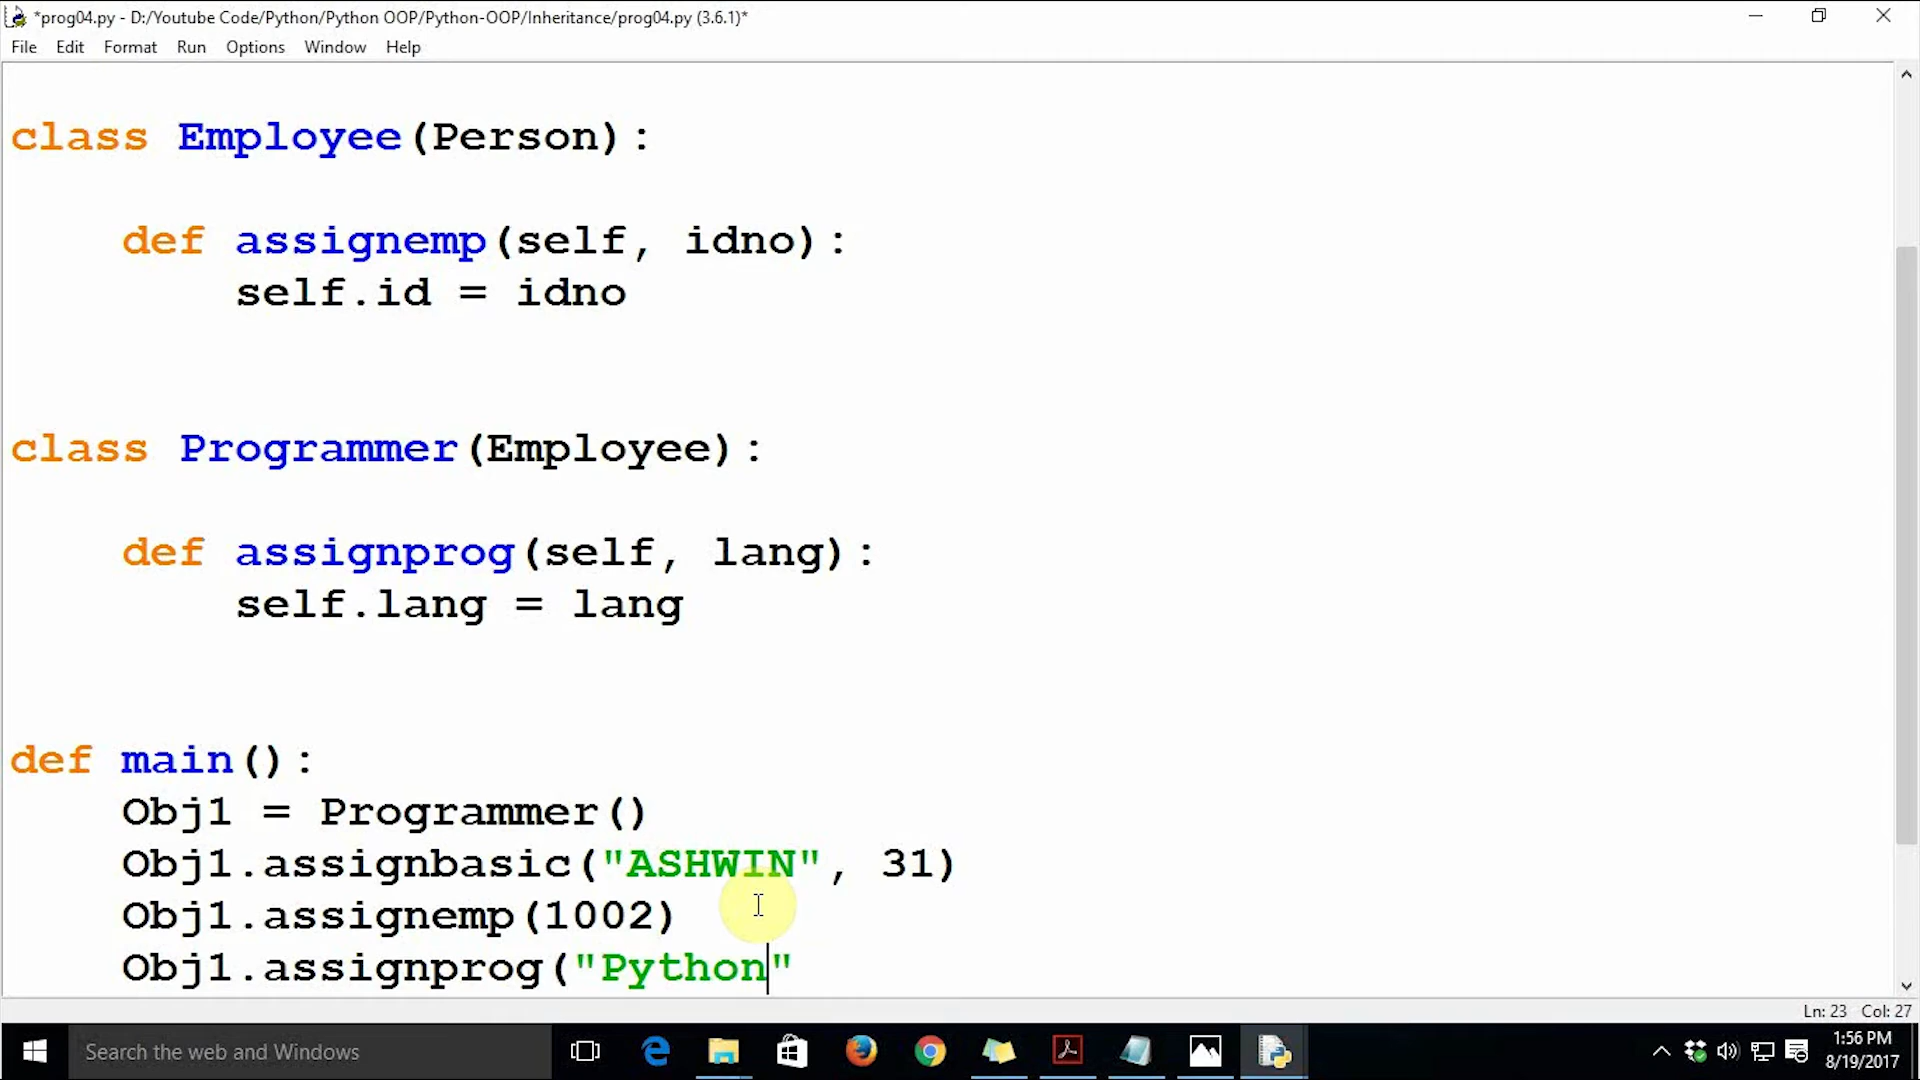 *prog04.py - D:/Youtube Code/Python/Python OOP/Python-OOP/Inheritance/prog04.py (3.6.1)*
File Edit Format Run Options Window Help
class Employee(Person):
def assignemp(self, idno):
self.id = idno
class Programmer(Employee):
def assignprog(self, lang):
self.lang = lang
def main():
Obj1 = Programmer()
Obj1.assignbasic("ASHWIN", 31)
Obj1.assignemp(1002)
Obj1.assignprog("Python"
Ln: 23 Col: 27
Search the web and Windows
1:56 PM
8/19/2017